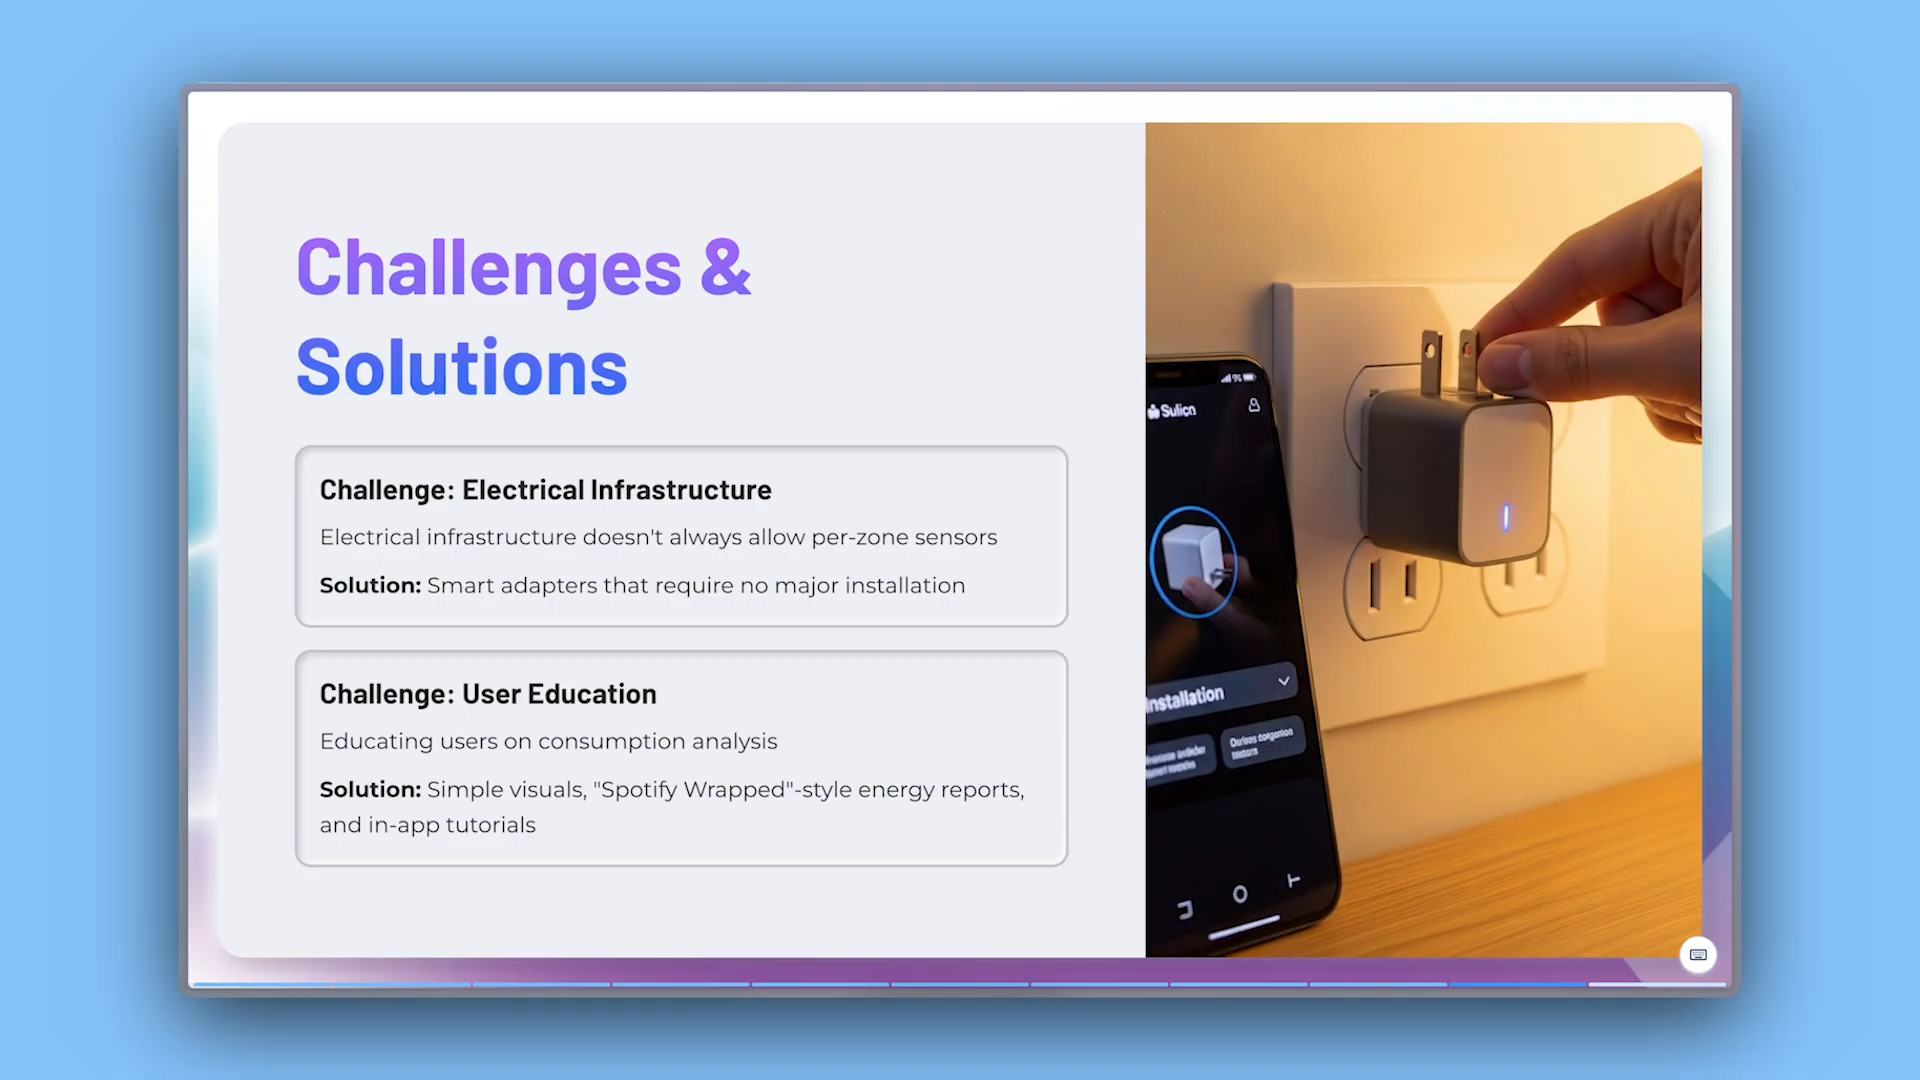 Challenges &
Solutions
Challenge: Electrical Infrastructure
Electrical infrastructure doesn't always allow per-zone sensors
Solution: Smart adapters that require no major installation
Challenge: User Education
Educating users on consumption analysis
Solution: Simple visuals, "Spotify Wrapped"-style energy reports,
and in-app tutorials
Sulicn
Installation